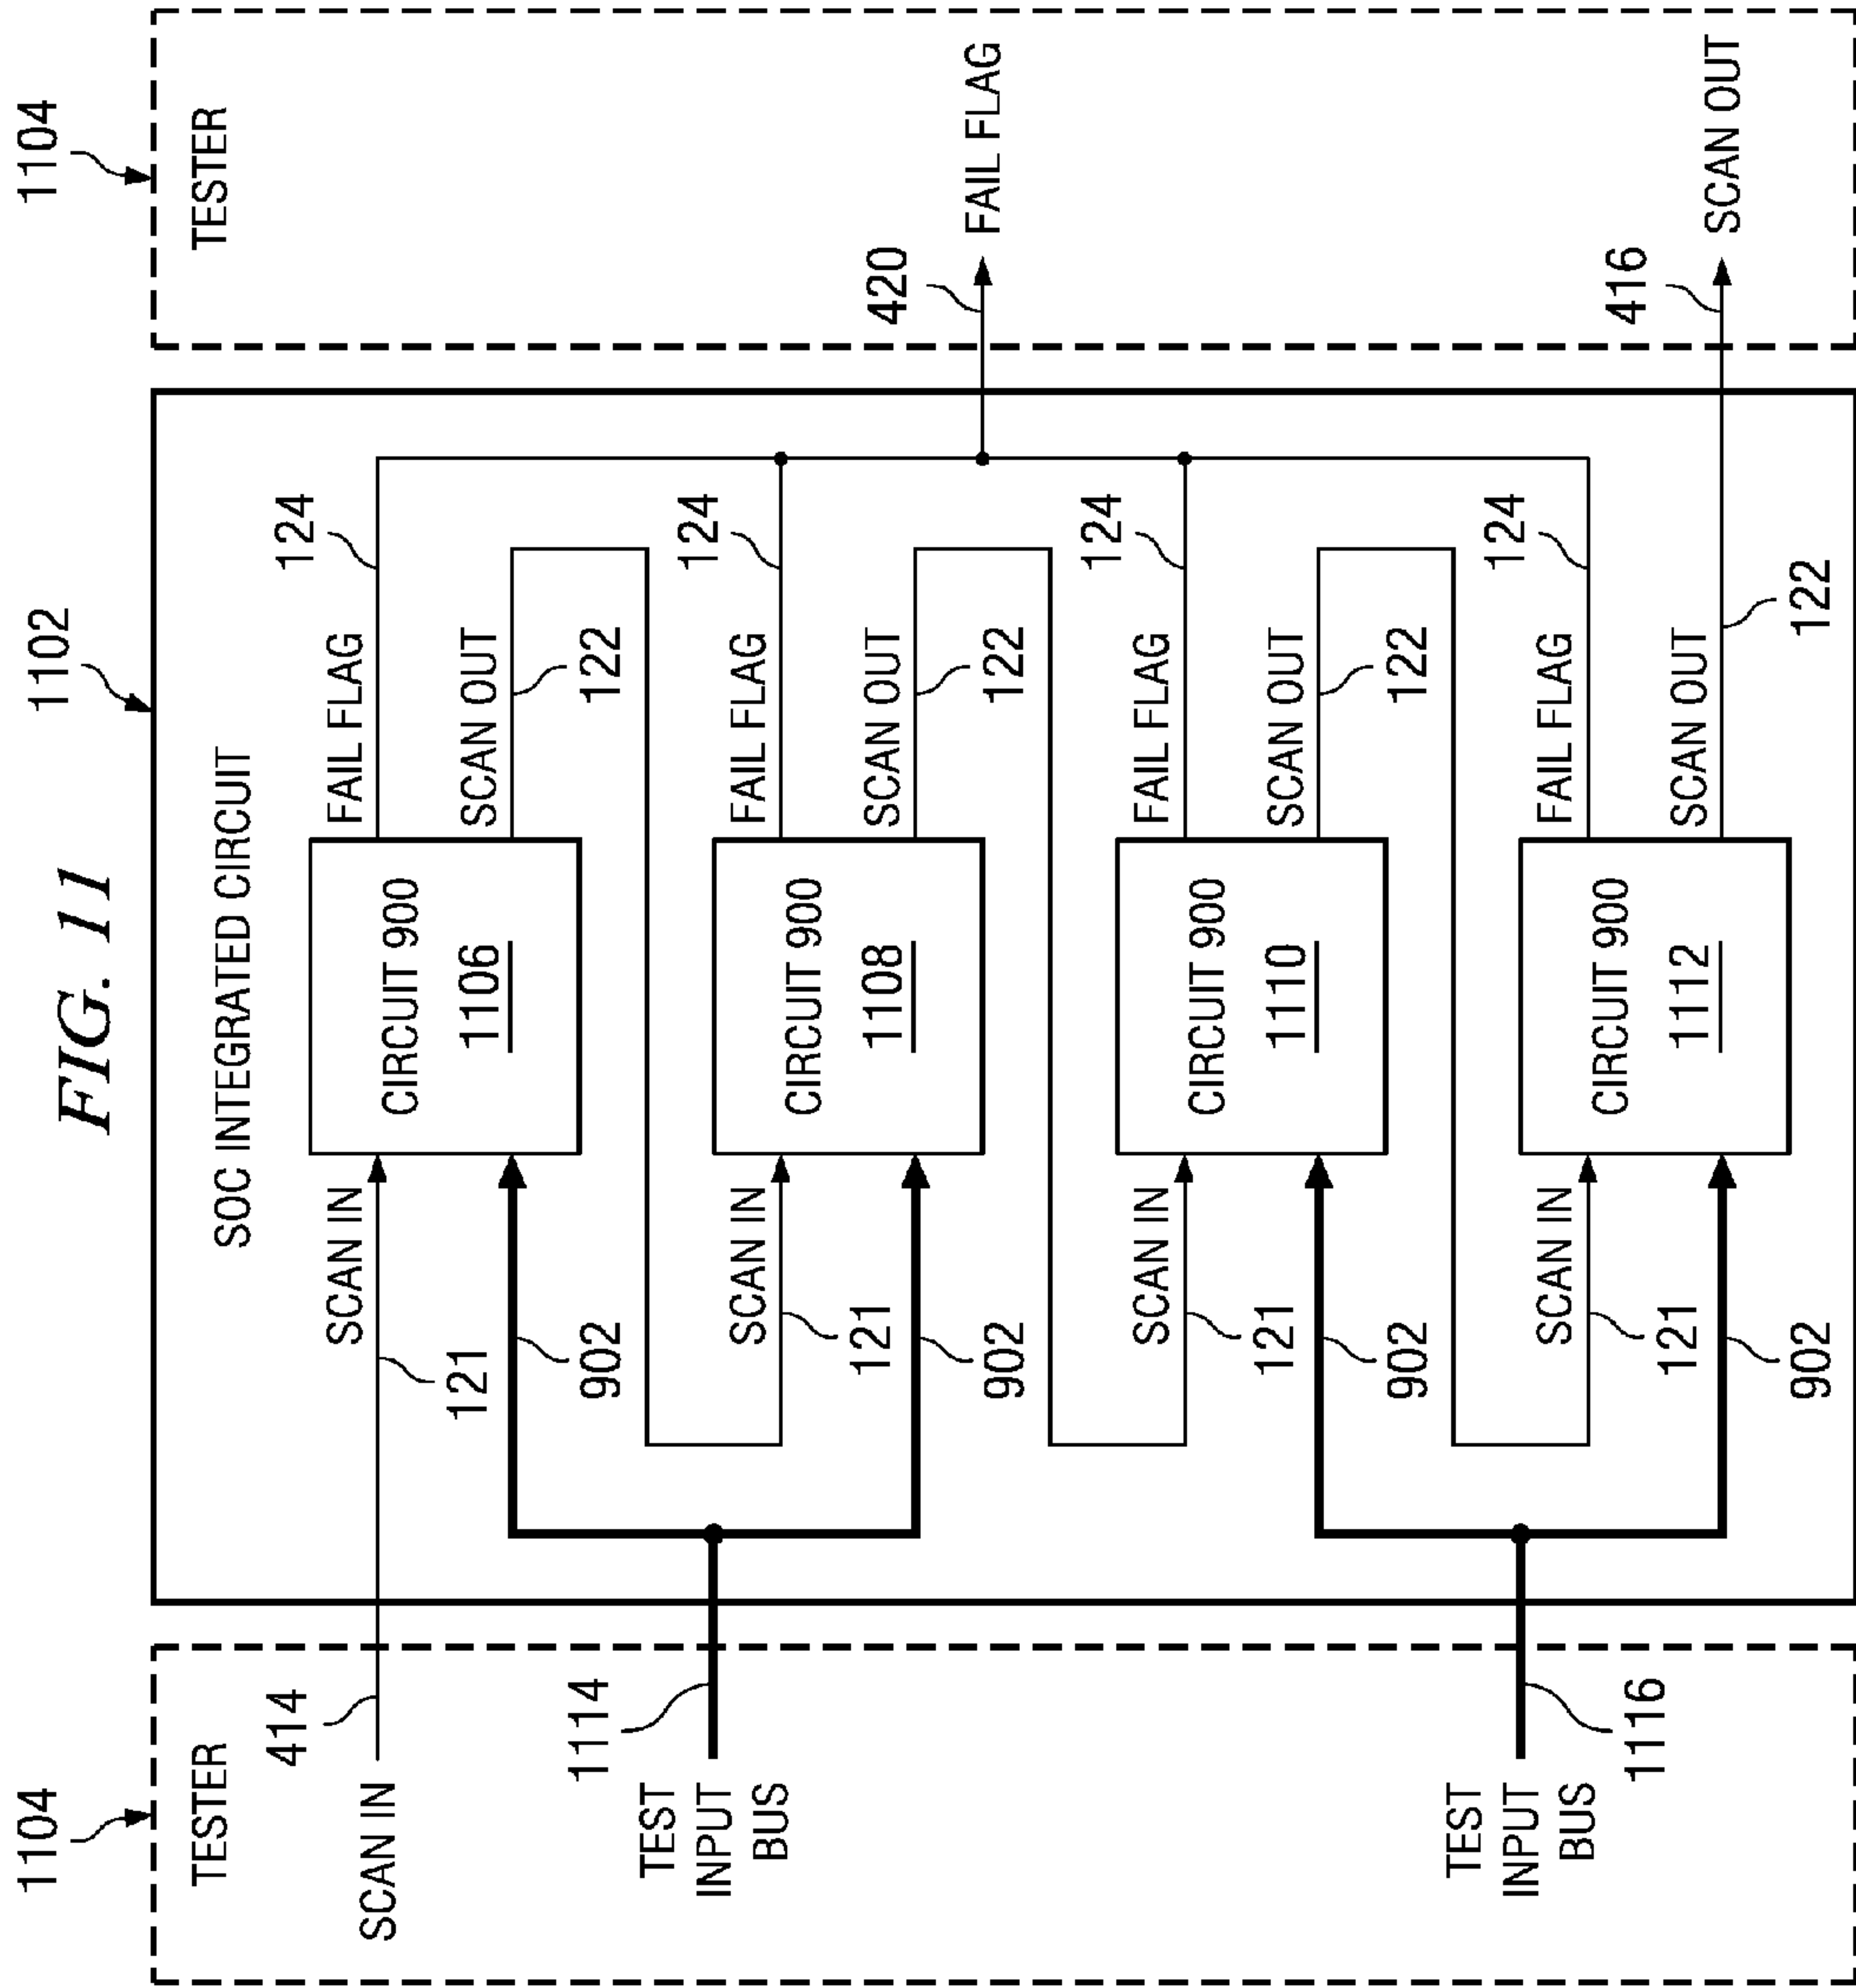 FIG. 11
1104
1102
1104
TESTER
SOC INTEGRATED CIRCUIT
TESTER
414
SCAN IN
SCAN IN
121
CIRCUIT 900
1106
FAIL FLAG
124
SCAN OUT
122
902
1114
TEST
INPUT
BUS
SCAN IN
121
CIRCUIT 900
1108
FAIL FLAG
124
SCAN OUT
122
902
420
FAIL FLAG
SCAN IN
121
CIRCUIT 900
1110
FAIL FLAG
124
SCAN OUT
122
902
TEST
INPUT
BUS
1116
SCAN IN
121
CIRCUIT 900
1112
FAIL FLAG
124
SCAN OUT
122
902
416
SCAN OUT